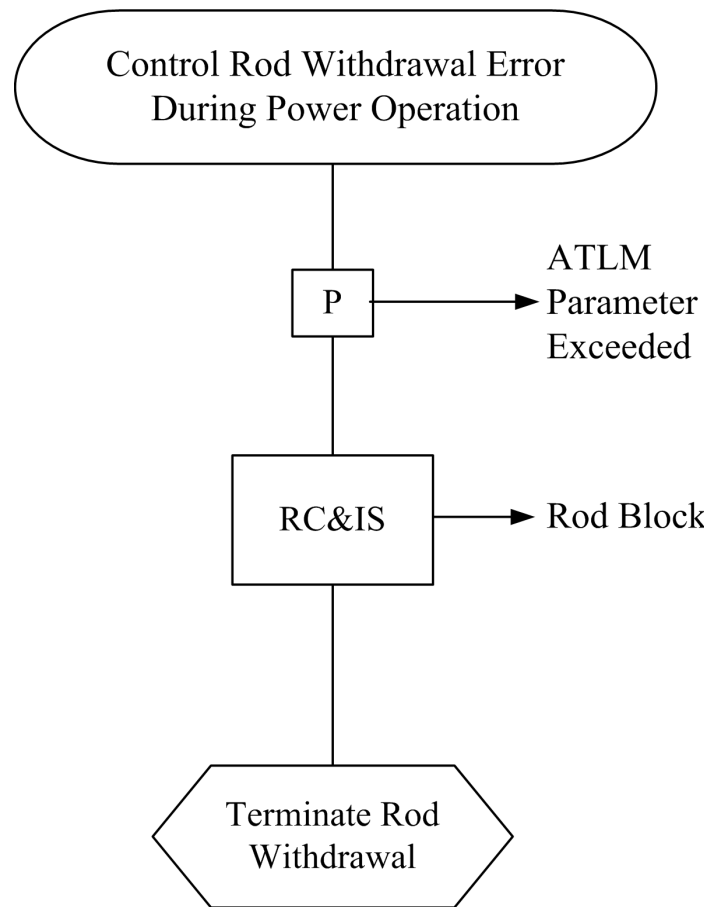 Control Rod Withdrawal Error
During Power Operation
P
ATLM
Parameter
Exceeded
RC&IS
Rod Block
Terminate Rod
Withdrawal